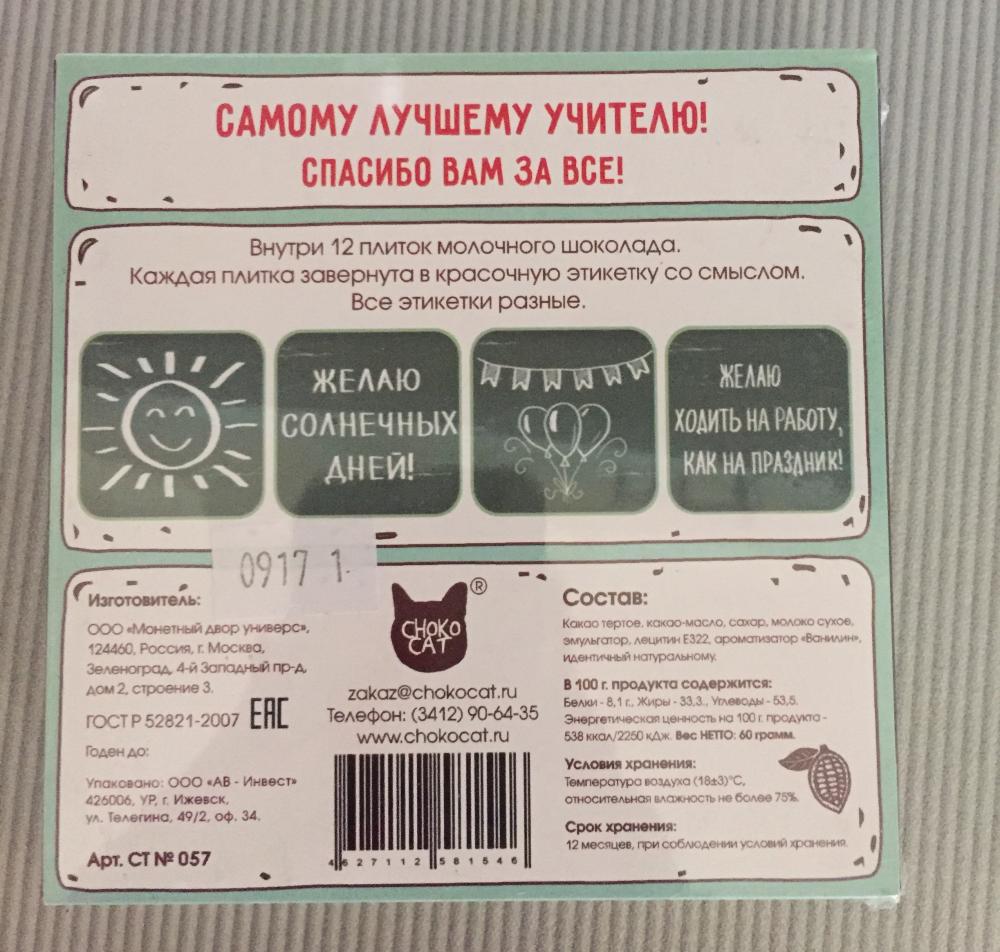 САМОМУ ЛУЧШЕМУ УЧИТЕЛЮ!
СПАСИБО ВАМ ЗА ВСЕ!
Внутри 12 плиток молочного шоколада.
Каждая плитка завернута в красочную этикетку со смыслом.
Все этикетки разные.
ЖЕЛАЮ
СОЛНЕЧНЫХ
ДНЕЙ!
ЖЕЛАЮ
ХОДИТЬ НА РАБОТУ,
КАК НА ПРАЗДНИК!
0917 1
Изготовитель:
ООО «Монетный двор универс»,
124460, Россия, г. Москва,
Зеленоград, 4-й Западный пр-д,
дом 2, строение 3.
ГОСТ Р 52821-2007 ЕАС
Годен до:
Упаковано: ООО «АВ - Инвест»
426006, УР, г. Ижевск,
ул. Телегина, 49/2, оф. 34.
Арт. СТ № 057
®
CHOKO
CAT
zakaz@chokocat.ru
Телефон: (3412) 90-64-35
www.chokocat.ru
4 627112 581546
Состав:
Какао тертое, какао-масло, сахар, молоко сухое,
эмульгатор, лецитин Е322, ароматизатор «Ванилин»,
идентичный натуральному.
В 100 г. продукта содержится:
Белки - 8,1 г., Жиры - 33,3., Углеводы - 53,5.
Энергетическая ценность на 100 г. продукта -
538 ккал/2250 кДж. Вес НЕТТО: 60 грамм.
Условия хранения:
Температура воздуха (18±3)°С,
относительная влажность не более 75%.
Срок хранения:
12 месяцев, при соблюдении условий хранения.